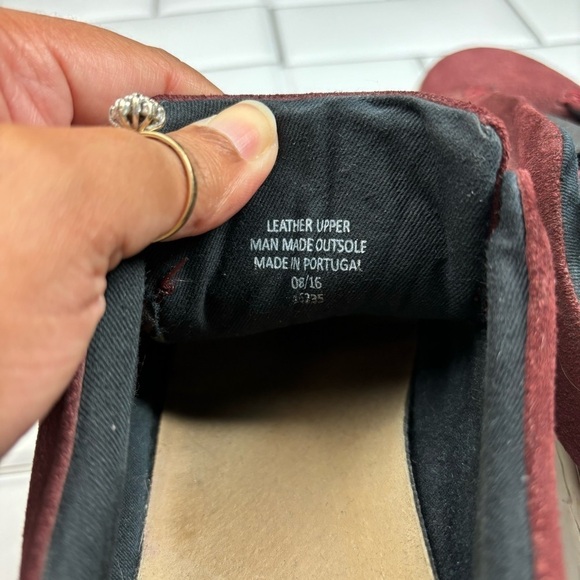 LEATHER UPPER
MAN MADE OUTSOLE
MADE IN PORTUGAL
08/16